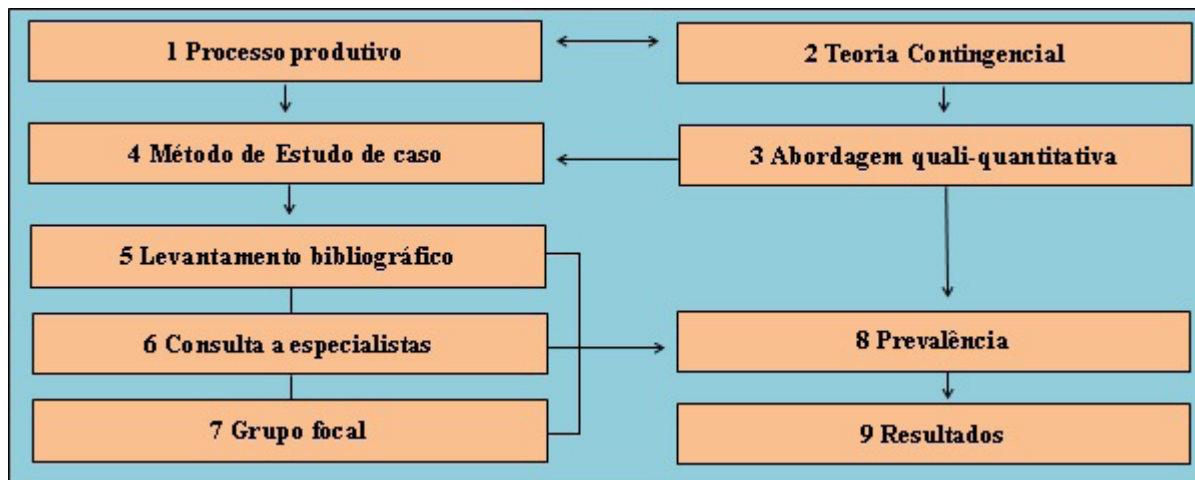 1 Processo produtivo
2 Teoria Contingencial
4 Método de Estudo de caso
3 Abordagem quali-quantitativa
5 Levantamento bibliográfico
6 Consulta a especialistas
8 Prevalência
7 Grupo focal
9 Resultados